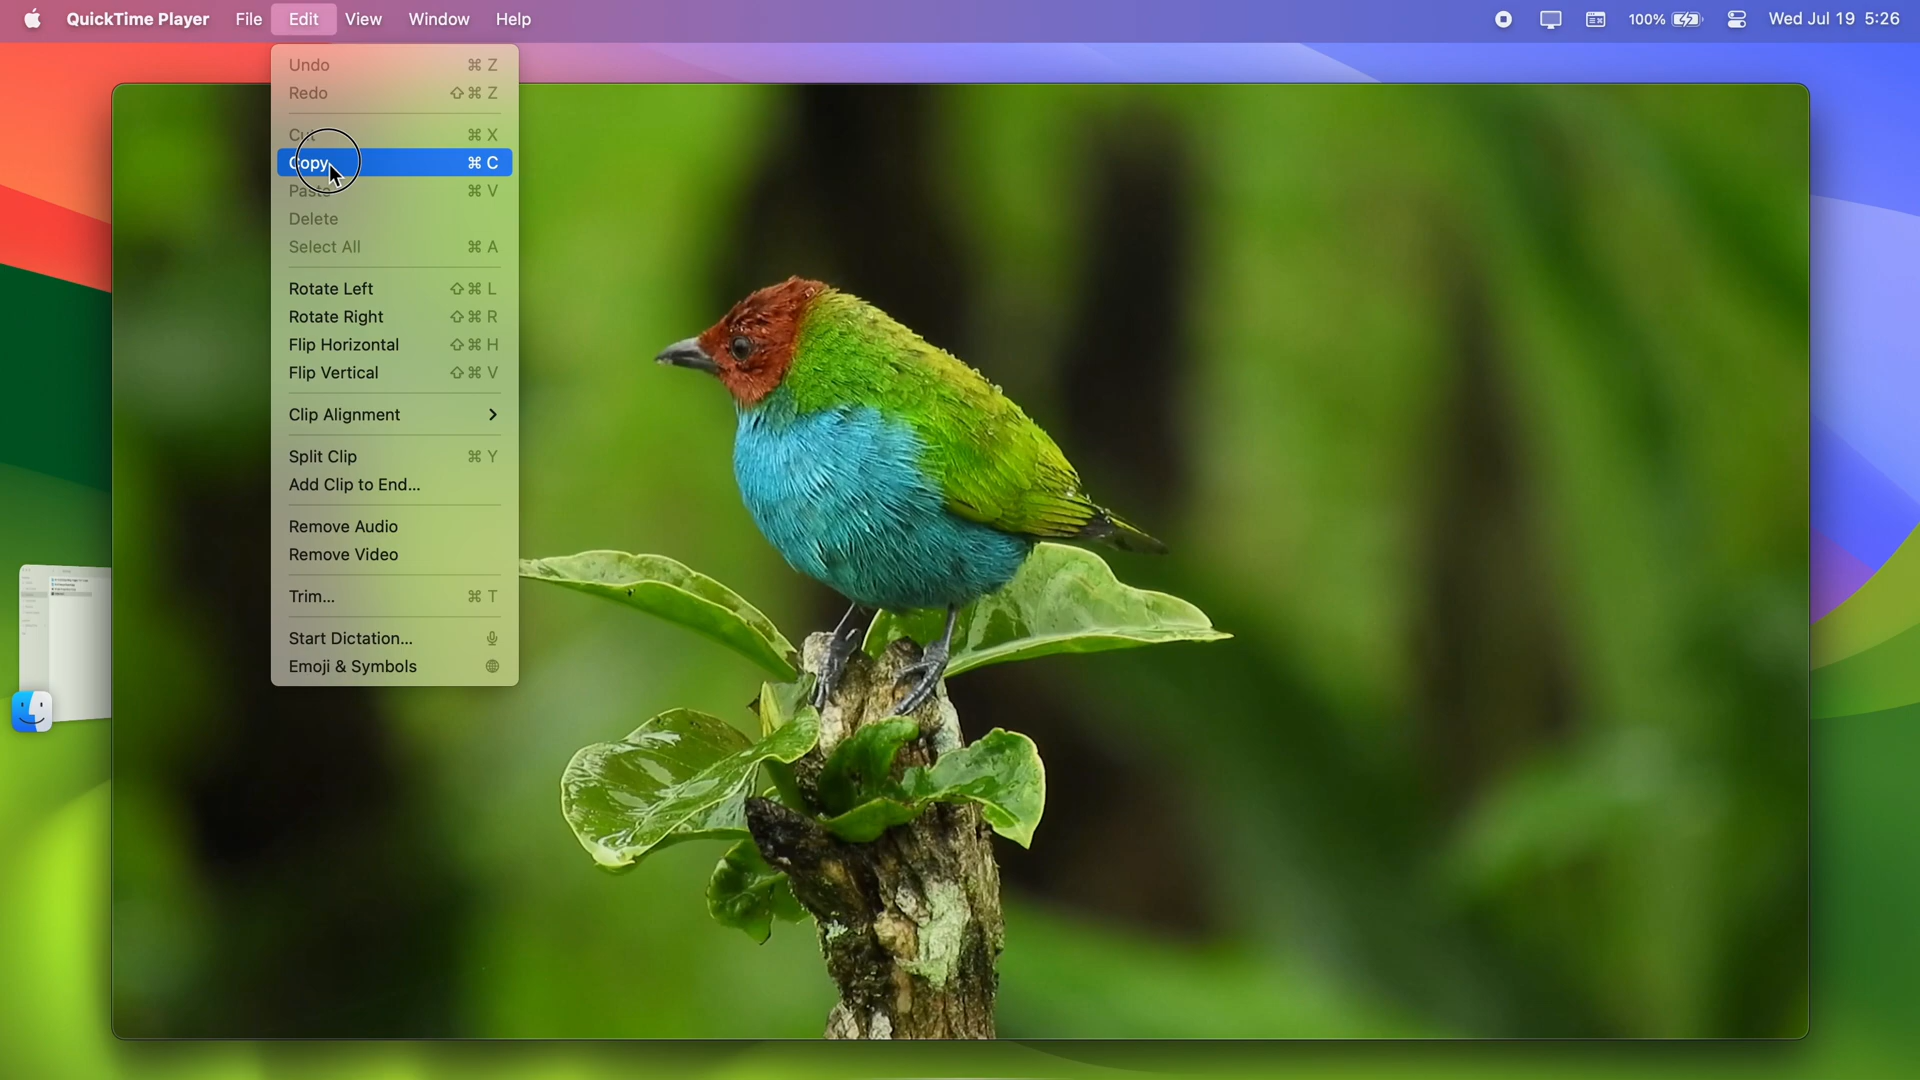 QuickTime Player File Edit View Window Help 100% Wed Jul 19 5:26
Undo ⌘ Z
Redo ⇧ ⌘ Z
Cut ⌘ X
Copy ⌘ C
Paste ⌘ V
Delete
Select All ⌘ A
Rotate Left ⇧ ⌘ L
Rotate Right ⇧ ⌘ R
Flip Horizontal ⇧ ⌘ H
Flip Vertical ⇧ ⌘ V
Clip Alignment
Split Clip ⌘ Y
Add Clip to End...
Remove Audio
Remove Video
Trim... ⌘ T
Start Dictation...
Emoji & Symbols